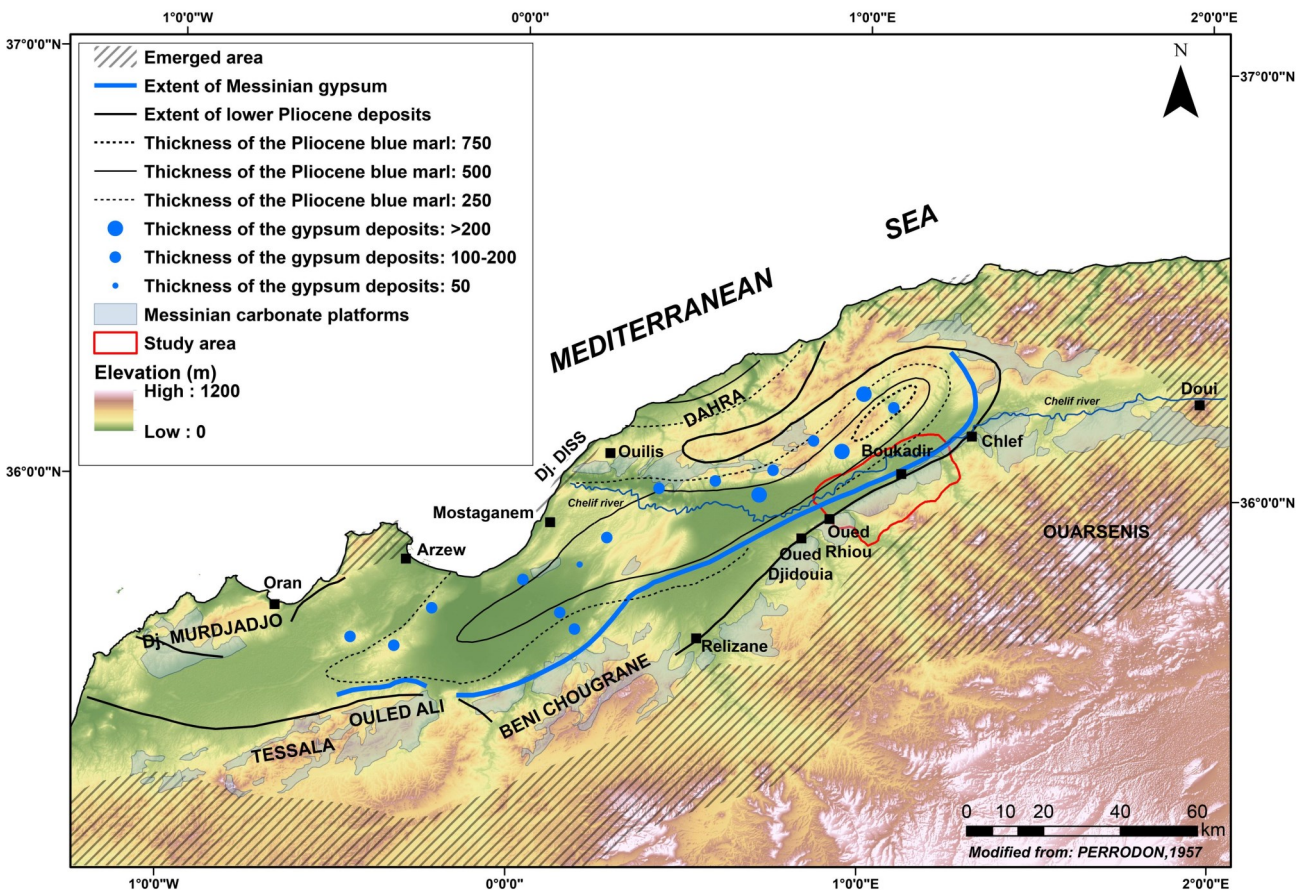 1°0'0"W
0°0'0"
1°0'0"E
2°0'0"E
37°0'0"N
37°0'0"N
Emerged area
Extent of Messinian gypsum
Extent of lower Pliocene deposits
Thickness of the Pliocene blue marl: 750
Thickness of the Pliocene blue marl: 500
Thickness of the Pliocene blue marl: 250
Thickness of the gypsum deposits: >200
Thickness of the gypsum deposits: 100-200
Thickness of the gypsum deposits: 50
Messinian carbonate platforms
Study area
Elevation (m)
High : 1200
Low : 0
N
SEA
MEDITERRANEAN
DAHRA
Doui
Chelif river
Chlef
Ouilis
Dj. DISS
Boukadir
36°0'0"N
36°0'0"N
Chelif river
Mostaganem
Oued
Rhiou
OUARSENIS
Oued
Djidouia
Arzew
Oran
Dj. MURDJADJO
Relizane
BENI CHOUGRANE
OULED ALI
TESSALA
0 10 20 40 60
km
Modified from: PERRODON,1957
1°0'0"W
0°0'0"
1°0'0"E
2°0'0"E